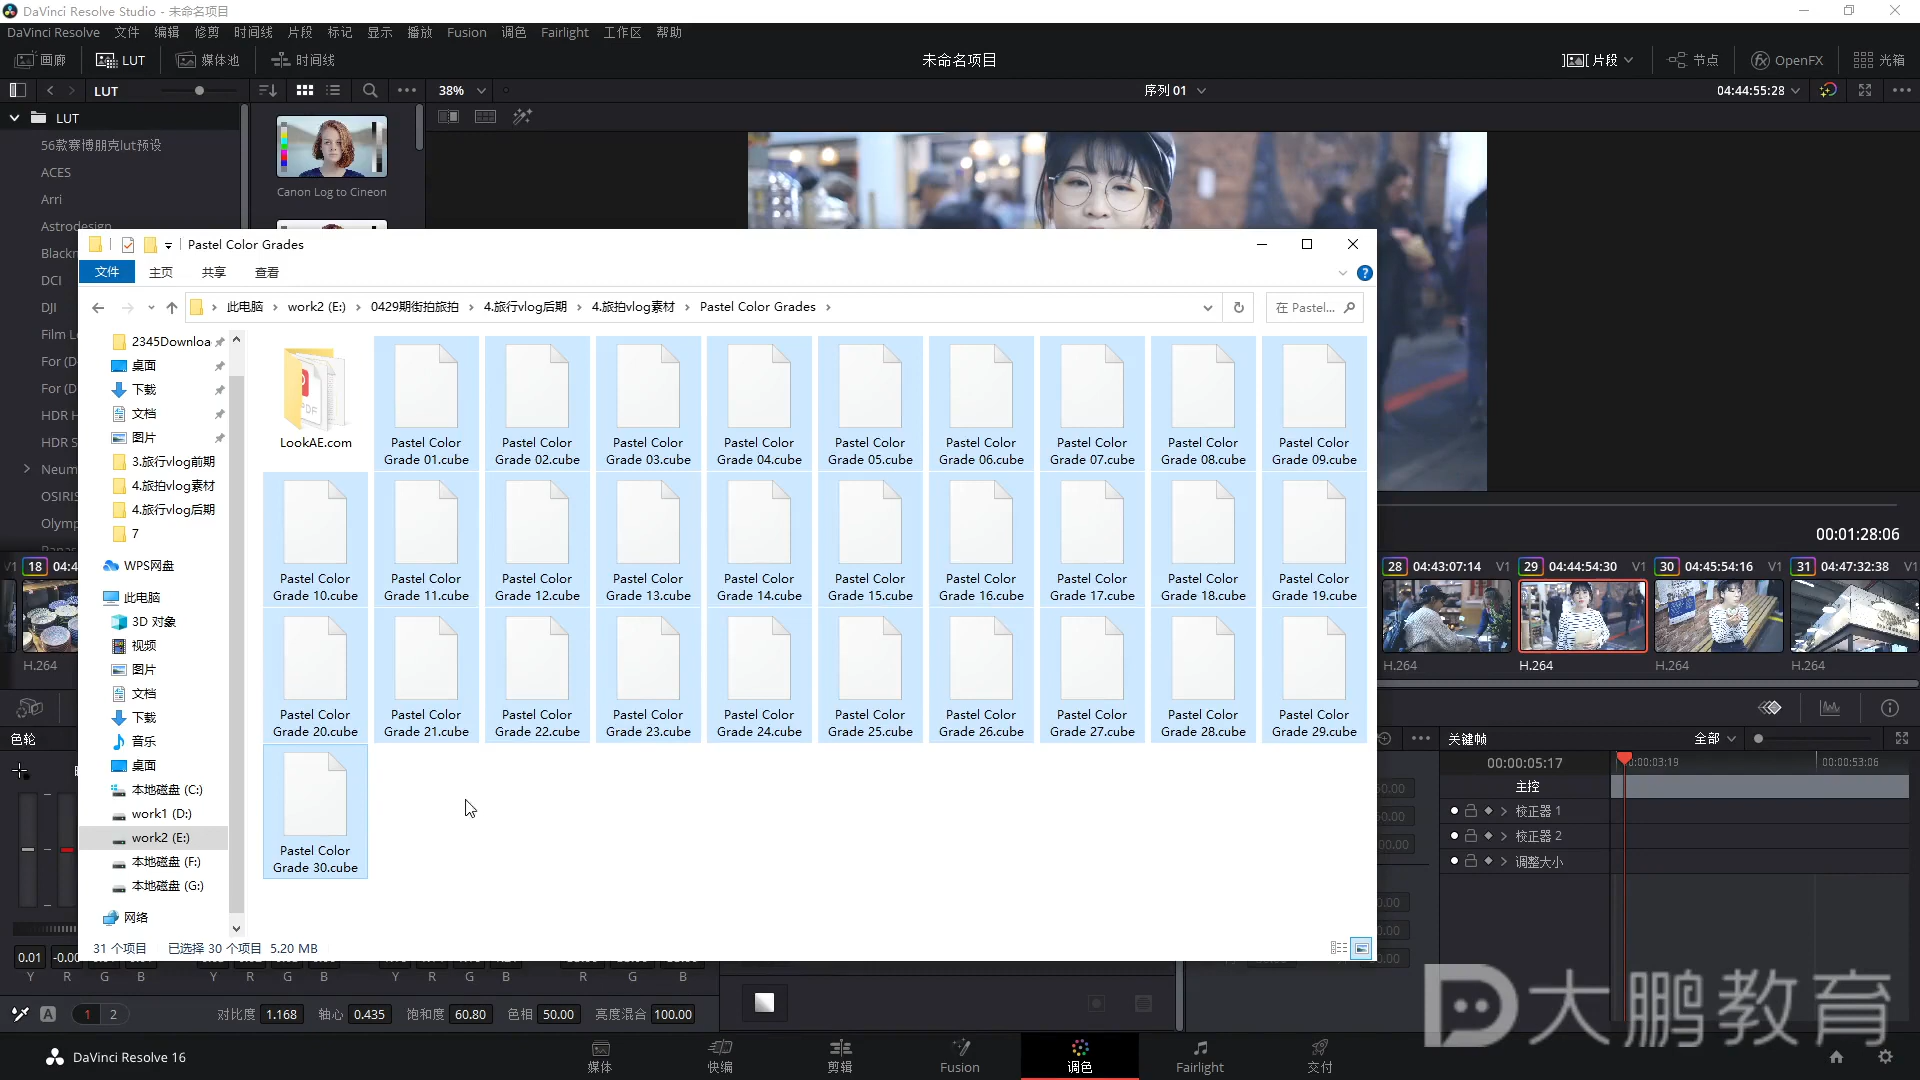 DaVinci Resolve Studio - 未命名项目
DaVinci Resolve 文件 编辑 修剪 时间线 片段 标记 显示 播放 Fusion 调色 Fairlight 工作区 帮助
画廊 LUT 媒体池 时间线 未命名项目 片段 节点 OpenFX 光箱
LUT 38% 序列 01 04:44:55:28
LUT
56款赛博朋克lut预设
ACES
Arri
Astrodesign
DCI
DJI
Canon Log to Cineon
Pastel Color Grades
文件 主页 共享 查看
此电脑 work2 (E:) 0429期街拍旅拍 4.旅行vlog后期 4.旅拍vlog素材 Pastel Color Grades
在 Pastel...
2345Downloa
桌面
下载
文档
图片
3.旅行vlog前期
4.旅拍vlog素材
4.旅行vlog后期
7
WPS网盘
此电脑
3D 对象
视频
图片
文档
下载
音乐
桌面
本地磁盘 (C:)
work1 (D:)
work2 (E:)
本地磁盘 (F:)
本地磁盘 (G:)
网络
LookAE.com
Pastel Color Grade 01.cube
Pastel Color Grade 02.cube
Pastel Color Grade 03.cube
Pastel Color Grade 04.cube
Pastel Color Grade 05.cube
Pastel Color Grade 06.cube
Pastel Color Grade 07.cube
Pastel Color Grade 08.cube
Pastel Color Grade 09.cube
Pastel Color Grade 10.cube
Pastel Color Grade 11.cube
Pastel Color Grade 12.cube
Pastel Color Grade 13.cube
Pastel Color Grade 14.cube
Pastel Color Grade 15.cube
Pastel Color Grade 16.cube
Pastel Color Grade 17.cube
Pastel Color Grade 18.cube
Pastel Color Grade 19.cube
Pastel Color Grade 20.cube
Pastel Color Grade 21.cube
Pastel Color Grade 22.cube
Pastel Color Grade 23.cube
Pastel Color Grade 24.cube
Pastel Color Grade 25.cube
Pastel Color Grade 26.cube
Pastel Color Grade 27.cube
Pastel Color Grade 28.cube
Pastel Color Grade 29.cube
Pastel Color Grade 30.cube
31 个项目 已选择 30 个项目 5.20 MB
00:01:28:06
V1 18 04:4
28 04:43:07:14 V1 29 04:44:54:30 V1 30 04:45:54:16 V1 31 04:47:32:38 V1
H.264 H.264 H.264 H.264 H.264
色轮
关键帧 全部
00:00:05:17 00:00:53:06
主控
校正器 1
校正器 2
调整大小
0.01 -0.00
Y R G B Y R G B Y R G B R G B
A 1 2 对比度 1.168 轴心 0.435 饱和度 60.80 色相 50.00 亮度混合 100.00
大鹏教育
DaVinci Resolve 16 媒体 快编 剪辑 Fusion 调色 Fairlight 交付